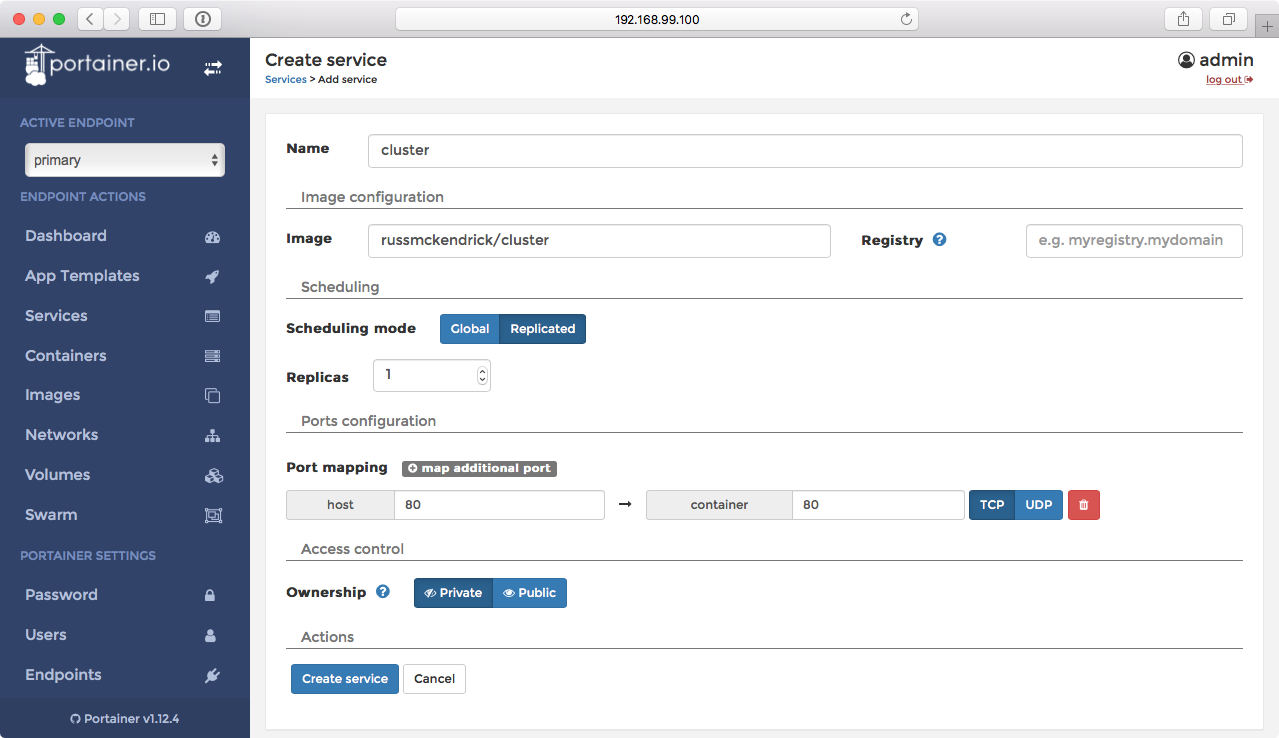 192.168.99.100
portainer.io
ACTIVE ENDPOINT
primary
ENDPOINT ACTIONS
Dashboard
App Templates
Services
Containers
Images
Networks
Volumes
Swarm
PORTAINER SETTINGS
Password
Users
Endpoints
Portainer v1.12.4
Create service
Services > Add service
admin
log out
Name cluster
Image configuration
Image russmckendrick/cluster Registry e.g. myregistry.mydomain
Scheduling
Scheduling mode Global Replicated
Replicas 1
Ports configuration
Port mapping map additional port
host 80 → container 80 TCP UDP
Access control
Ownership Private Public
Actions
Create service Cancel